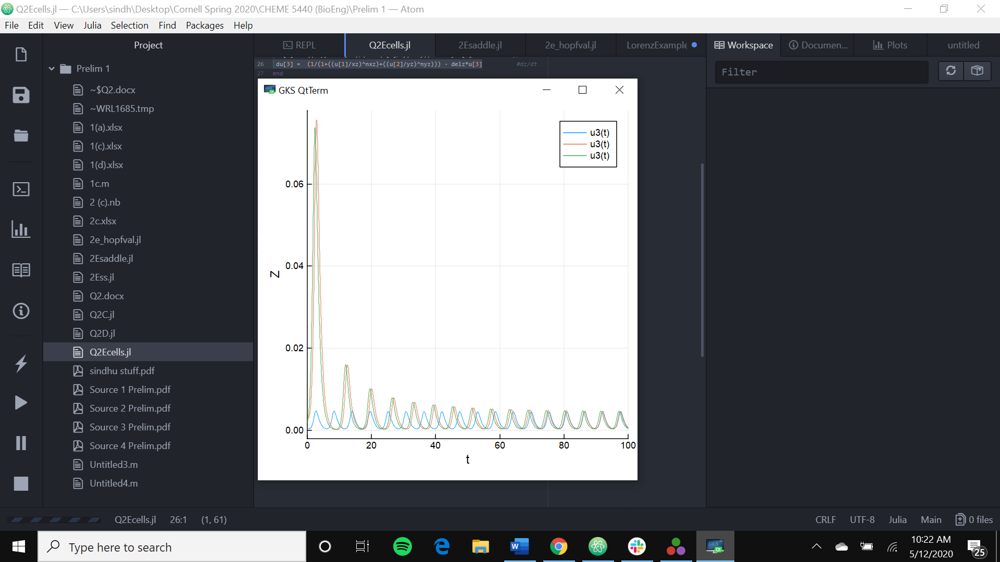 Q2Ecells.jl — C:\Users\sindh\Desktop\Cornell Spring 2020\CHEME 5440 (BioEng)\Prelim 1 — Atom
File Edit View Julia Selection Find Packages Help
Project
REPL
Q2Ecells.jl
2Esaddle.jl
2e_hopfval.jl
LorenzExample
Workspace
Documen...
Plots
untitled
Filter
Prelim 1
~$Q2.docx
~WRL1685.tmp
1(a).xlsx
1(c).xlsx
1(d).xlsx
1c.m
2 (c).nb
2c.xlsx
2e_hopfval.jl
2Esaddle.jl
2Ess.jl
Q2.docx
Q2C.jl
Q2D.jl
Q2Ecells.jl
sindhu stuff.pdf
Source 1 Prelim.pdf
Source 2 Prelim.pdf
Source 3 Prelim.pdf
Source 4 Prelim.pdf
Untitled3.m
Untitled4.m
26 du[3] = (1/(1+((u[1]/xz)^nxz)+((u[2]/yz)^nyz))) - delz*u[3] #dz/dt
27 end
GKS QtTerm
u3(t)
u3(t)
u3(t)
0.06
0.04
0.02
0.00
Z
0 20 40 60 80 100
t
Q2Ecells.jl 26:1 (1, 61)
CRLF UTF-8 Julia Main 0 files
Type here to search
10:22 AM
5/12/2020
25